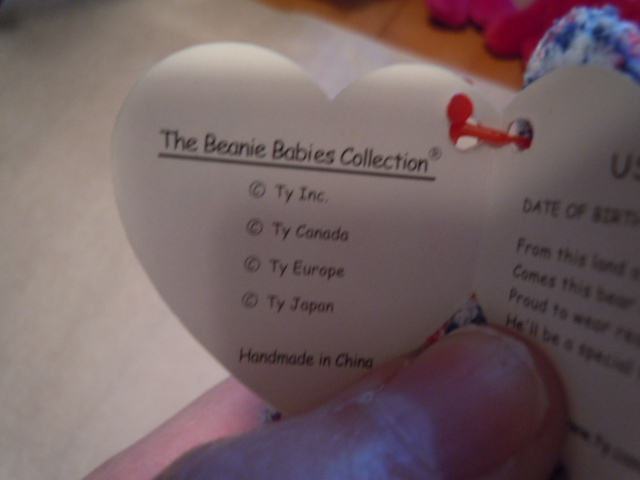 The Beanie Babies Collection®
© Ty Inc.
© Ty Canada
© Ty Europe
© Ty Japan
Handmade in China
US
DATE OF BIRTH
From this land
Comes this bear
Proud to wear
He'll be a special